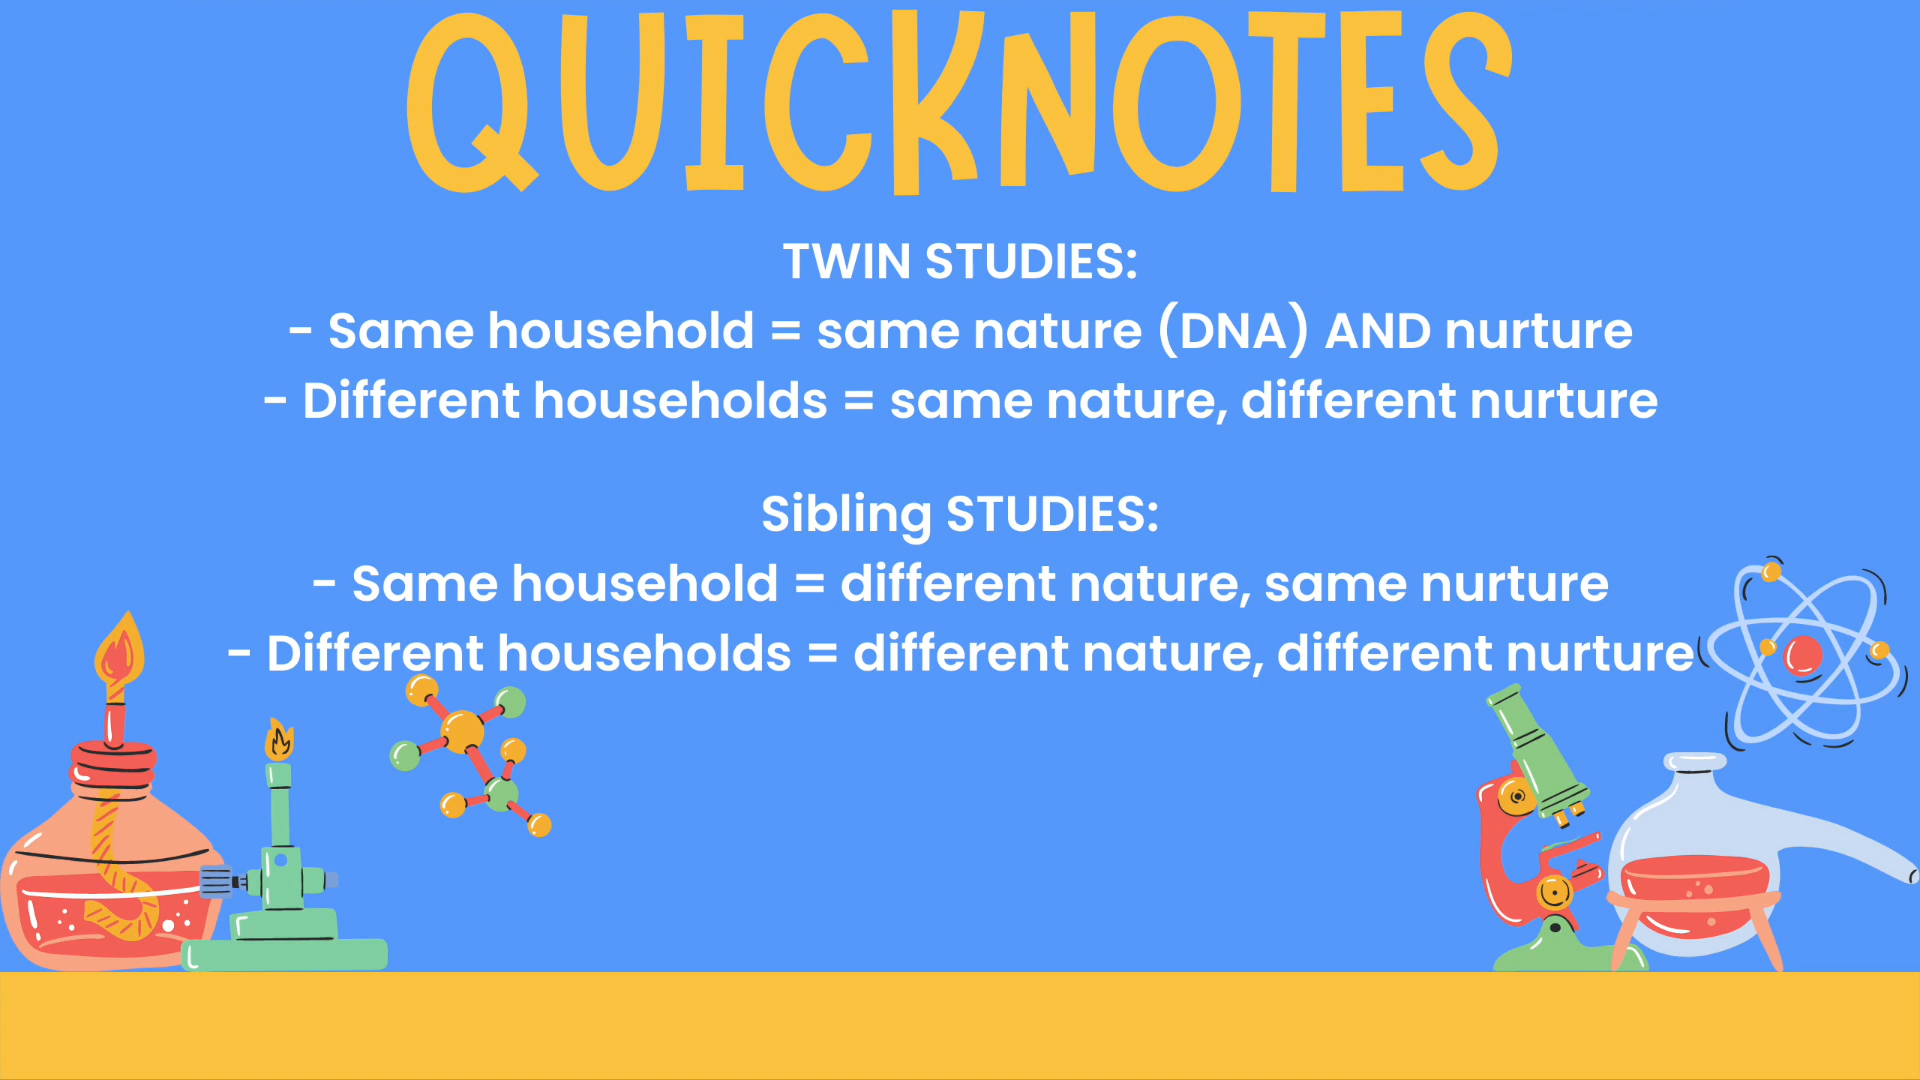 QUICKNOTES
TWIN STUDIES:
- Same household = same nature (DNA) AND nurture
- Different households = same nature, different nurture
Sibling STUDIES:
- Same household = different nature, same nurture
- Different households = different nature, different nurture